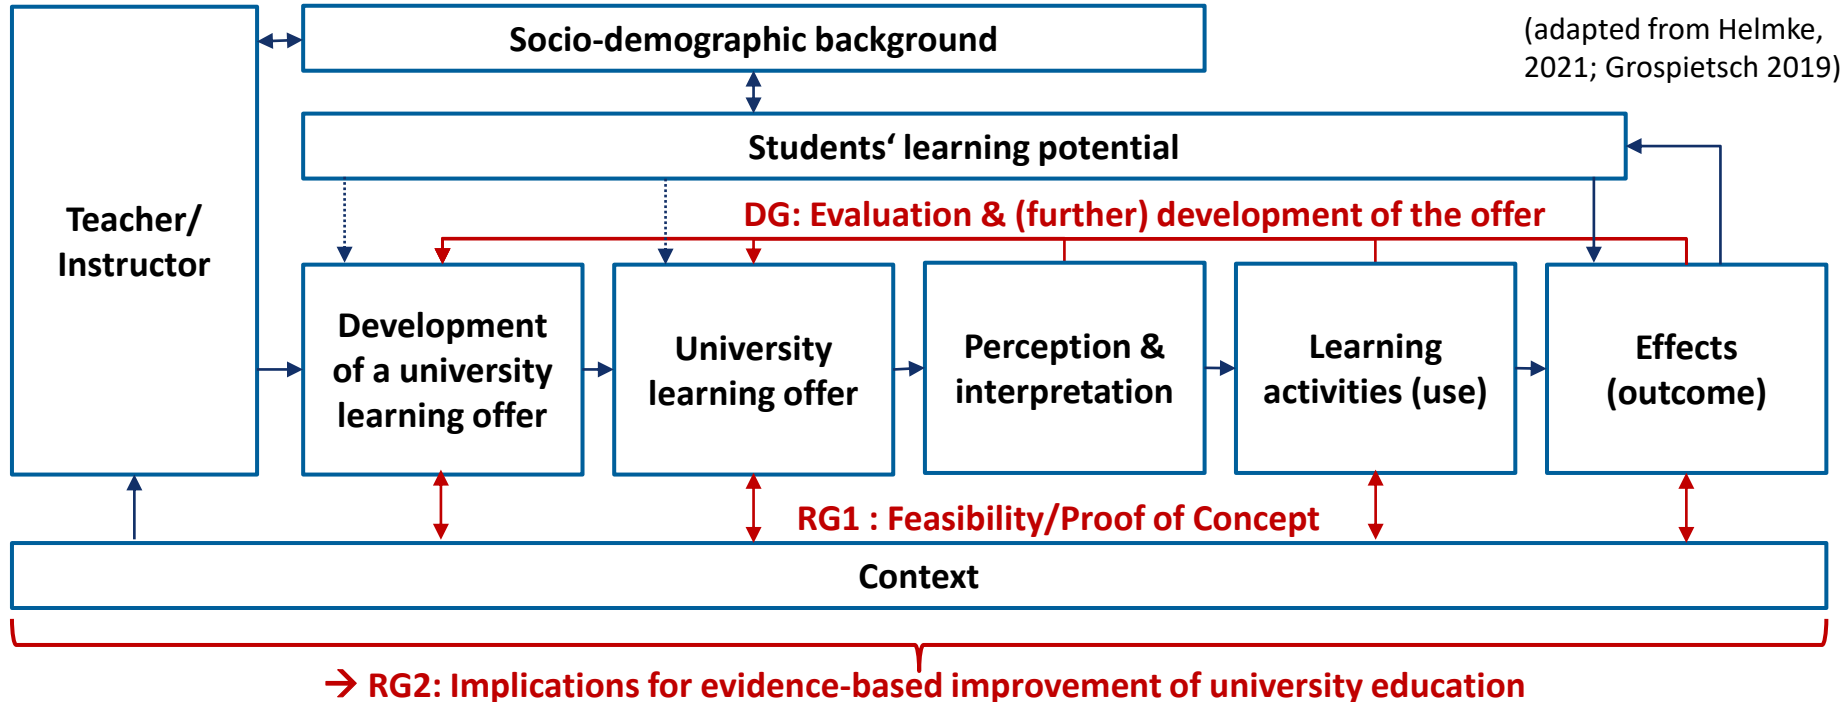 Socio-demographic background
(adapted from Helmke,
2021; Grospietsch 2019)
Students‘ learning potential
Teacher/
Instructor
DG: Evaluation & (further) development of the offer
Development
of a university
learning offer
University
learning offer
Perception &
interpretation
Learning
activities (use)
Effects
(outcome)
RG1 : Feasibility/Proof of Concept
Context
→ RG2: Implications for evidence-based improvement of university education